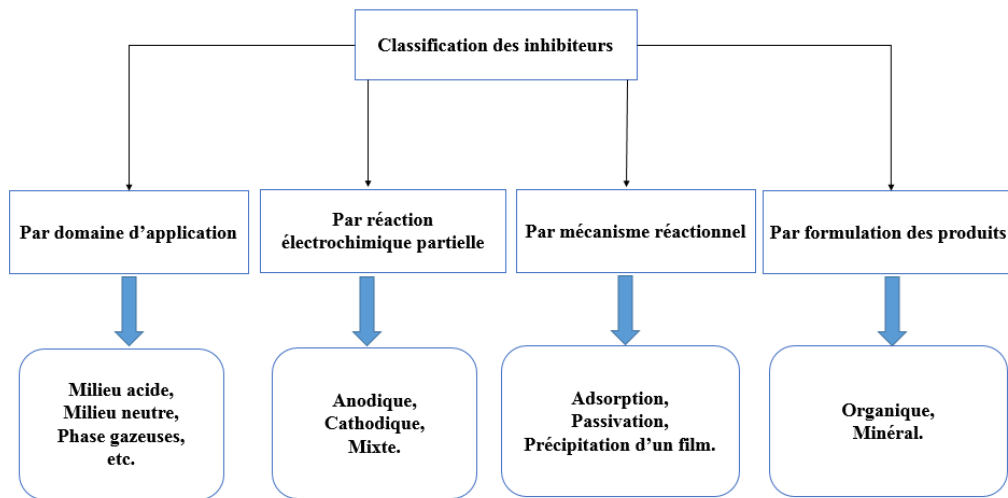 Classification des inhibiteurs
Par domaine d’application
Par réaction
électrochimique partielle
Par mécanisme réactionnel
Par formulation des produits
Milieu acide,
Milieu neutre,
Phase gazeuses,
etc.
Anodique,
Cathodique,
Mixte.
Adsorption,
Passivation,
Précipitation d’un film.
Organique,
Minéral.